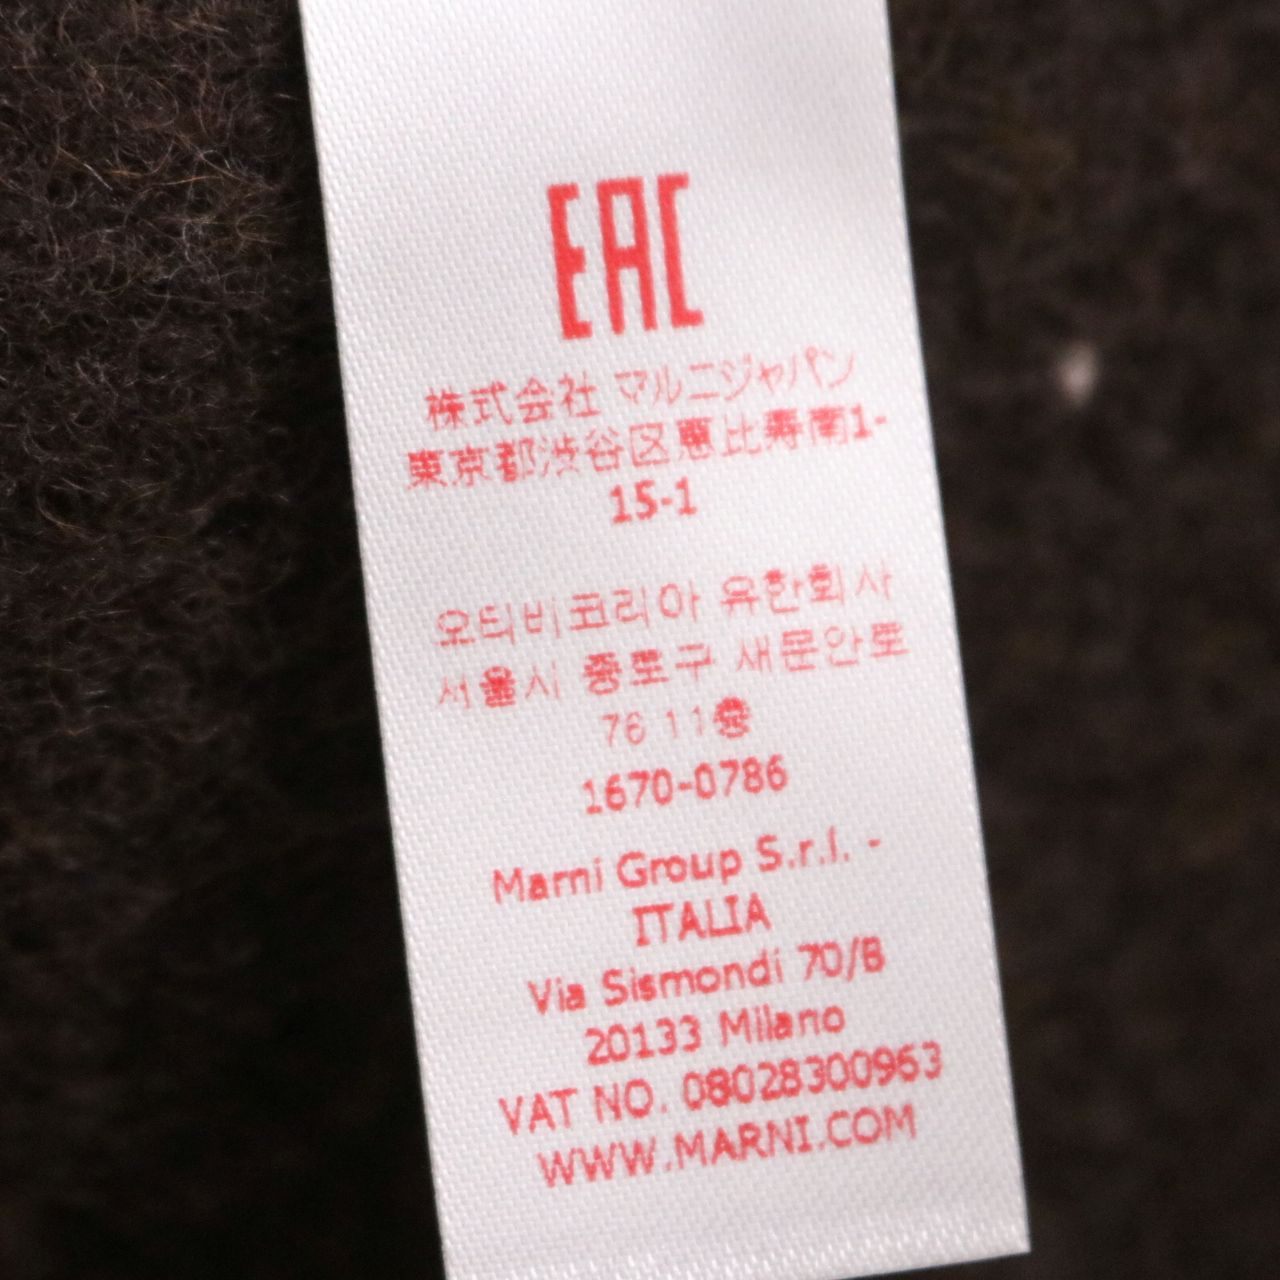 EAC
株式会社 マルニジャパン
東京都渋谷区恵比寿南1-
15-1
오티비코리아 유한회사
서울시 종로구 새문안로
76 11층
1670-0786
Marni Group S.r.l. -
ITALIA
Via Sismondi 70/B
20133 Milano
VAT NO. 08028300963
WWW.MARNI.COM